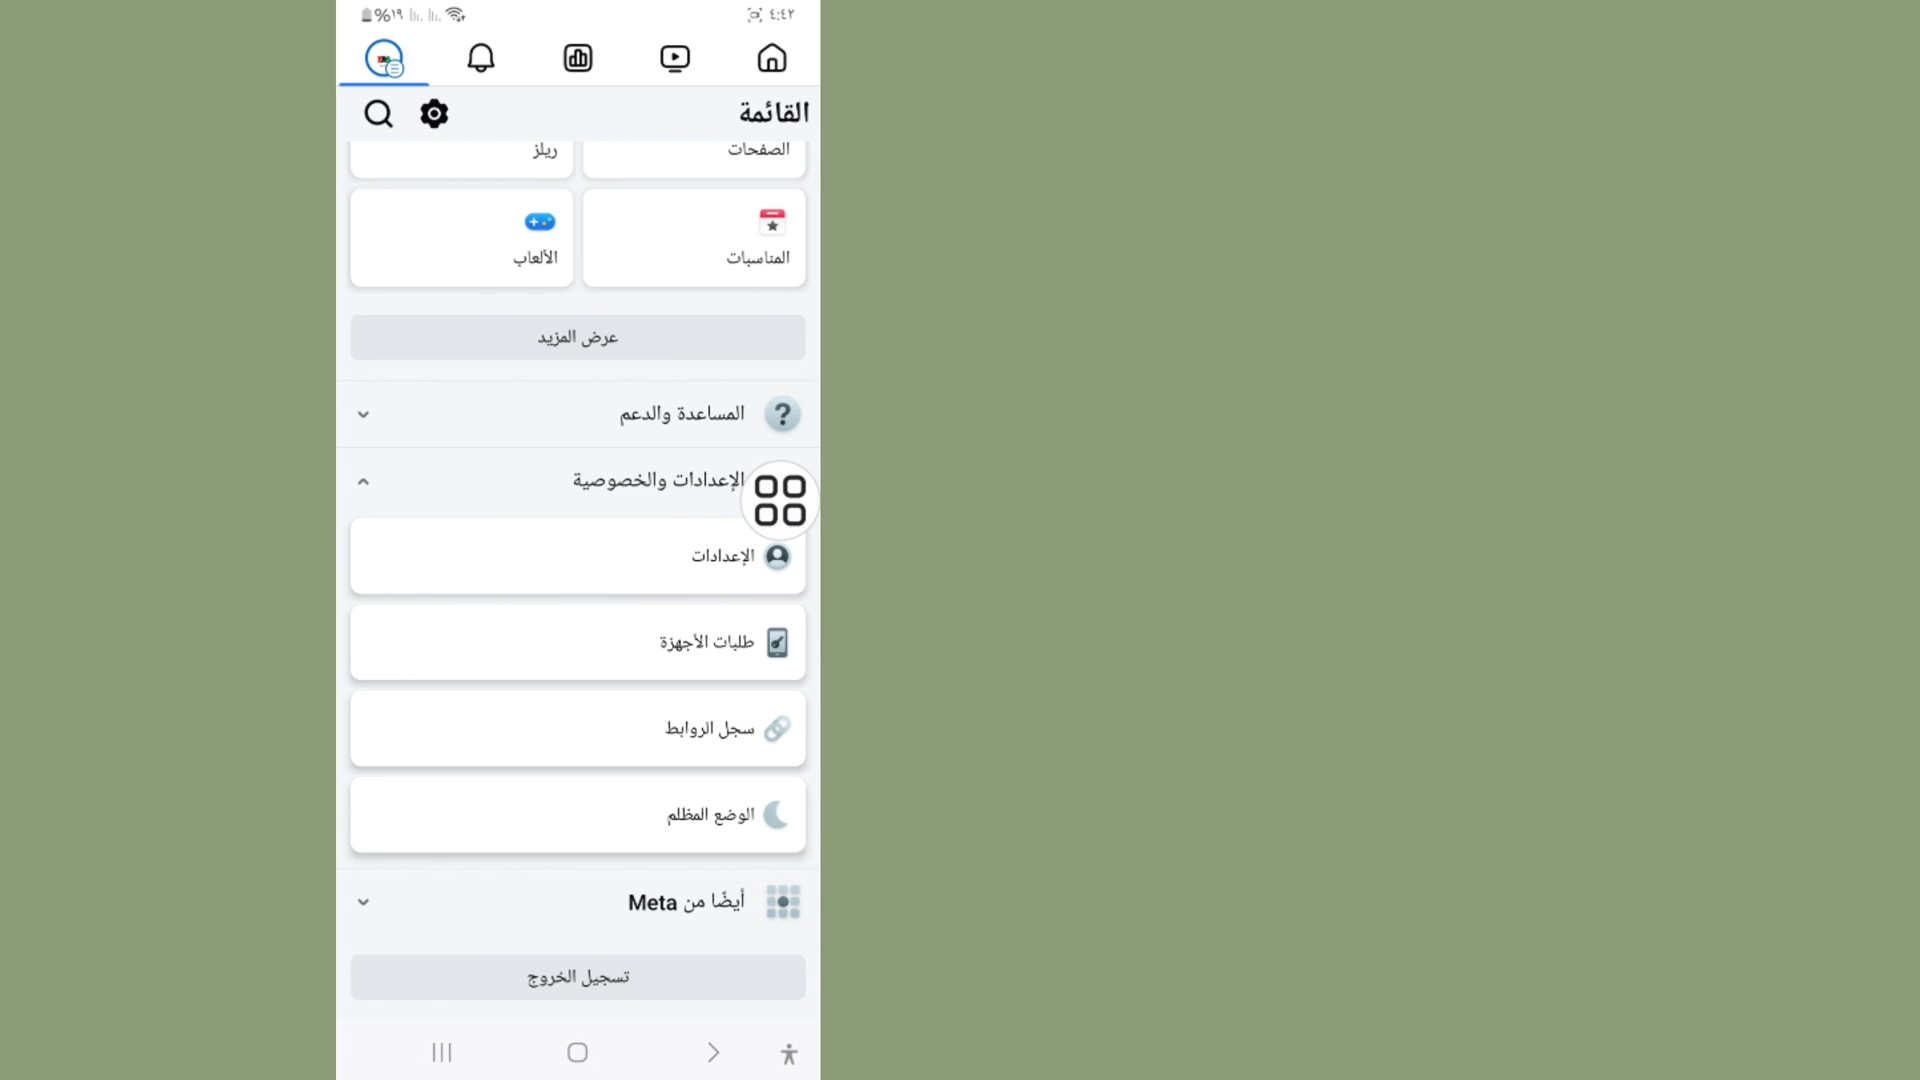 ٤:٤٢
%١٩
القائمة
الصفحات
ريلز
المناسبات
الألعاب
عرض المزيد
المساعدة والدعم
الإعدادات والخصوصية
الإعدادات
طلبات الأجهزة
سجل الروابط
الوضع المظلم
أيضًا من Meta
تسجيل الخروج